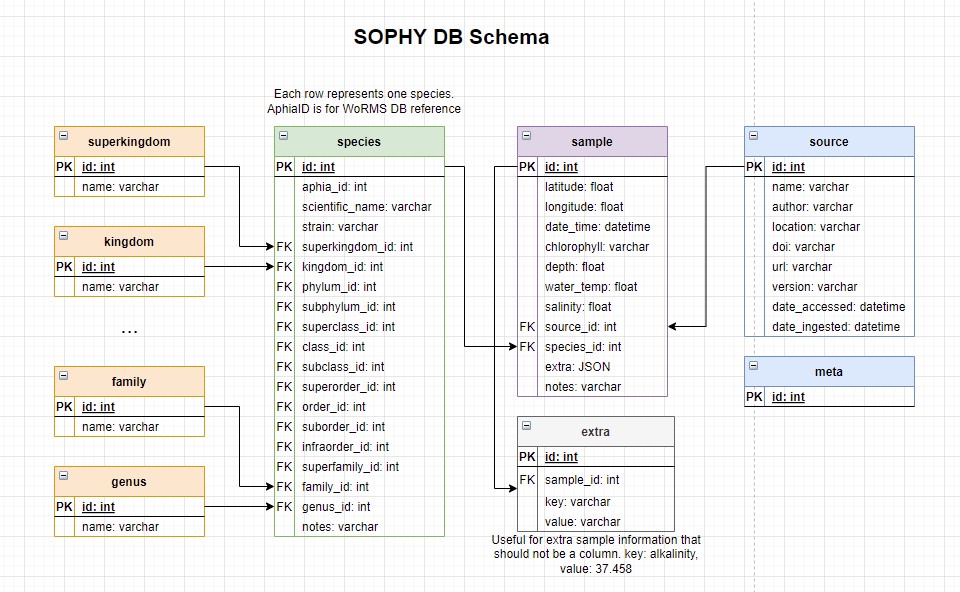 SOPHY DB Schema
Each row represents one species.
AphiaID is for WoRMS DB reference
superkingdom
PK id: int
name: varchar
kingdom
PK id: int
name: varchar
...
family
PK id: int
name: varchar
genus
PK id: int
name: varchar
species
PK id: int
aphia_id: int
scientific_name: varchar
strain: varchar
FK superkingdom_id: int
FK kingdom_id: int
FK phylum_id: int
FK subphylum_id: int
FK superclass_id: int
FK class_id: int
FK subclass_id: int
FK superorder_id: int
FK order_id: int
FK suborder_id: int
FK infraorder_id: int
FK superfamily_id: int
FK family_id: int
FK genus_id: int
notes: varchar
sample
PK id: int
latitude: float
longitude: float
date_time: datetime
chlorophyll: varchar
depth: float
water_temp: float
salinity: float
FK source_id: int
FK species_id: int
extra: JSON
notes: varchar
extra
PK id: int
FK sample_id: int
key: varchar
value: varchar
Useful for extra sample information that
should not be a column. key: alkalinity,
value: 37.458
source
PK id: int
name: varchar
author: varchar
location: varchar
doi: varchar
url: varchar
version: varchar
date_accessed: datetime
date_ingested: datetime
meta
PK id: int